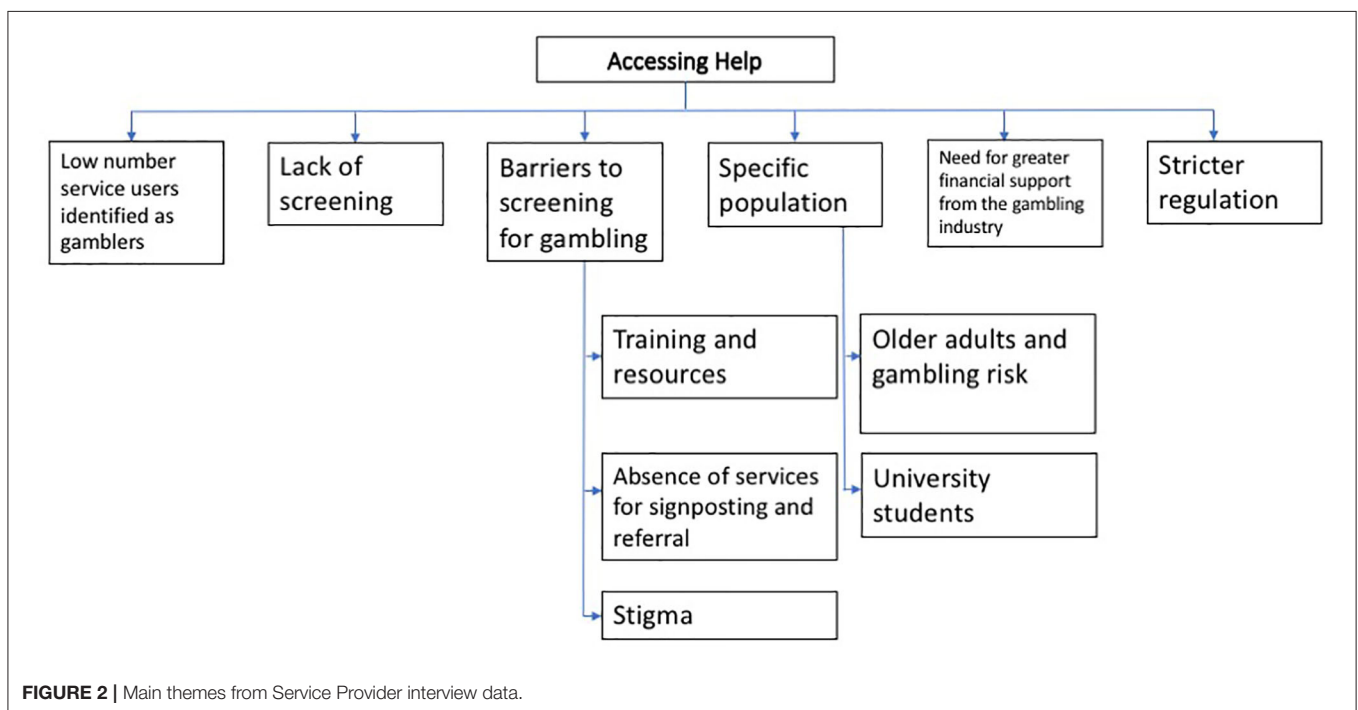 Accessing Help
Low number
service users
identified as
gamblers
Lack of
screening
Barriers to
screening
for gambling
Specific
population
Need for greater
financial support
from the gambling
industry
Stricter
regulation
Training and
resources
Absence of services
for signposting and
referral
Stigma
Older adults and
gambling risk
University
students
FIGURE 2 | Main themes from Service Provider interview data.